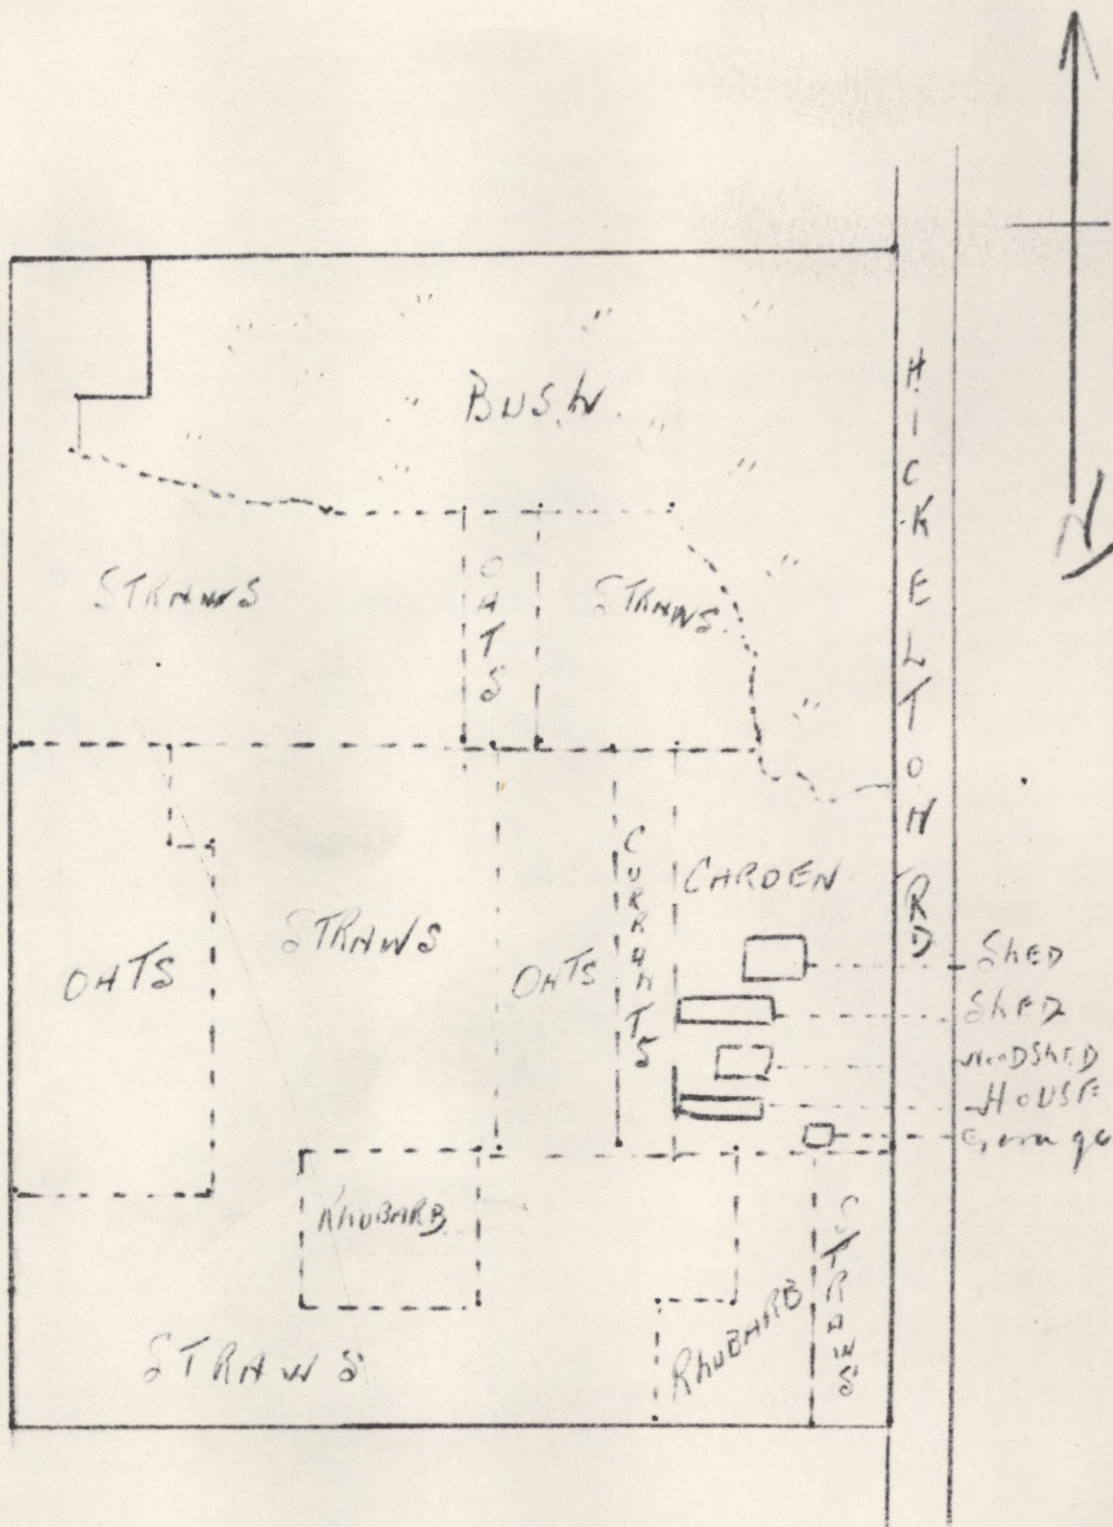 N
BUSH
HICKELTON RD
STRAWS
OATS
STRAWS
CURRANTS
GARDEN
OATS
STRAWS
OATS
SHED
SHED
WOODSHED
HOUSE
Garage
RHUBARB
STRAWS
RHUBARB
STRAWS